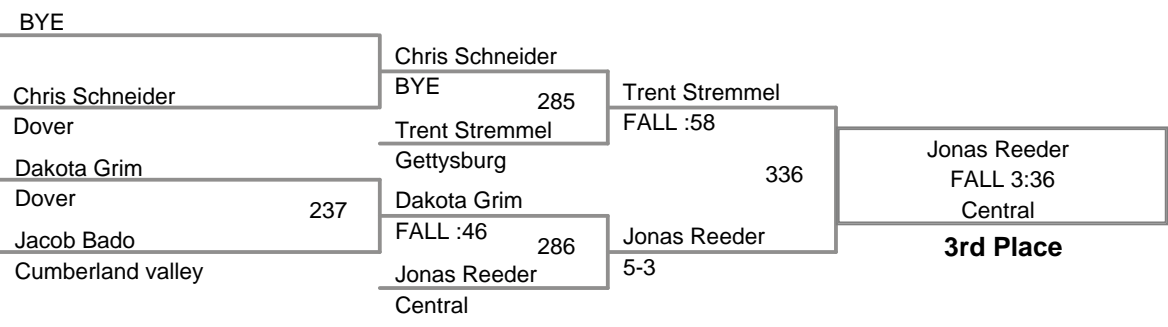 BYE
Chris Schneider
Dover
Dakota Grim
Dover
237
Jacob Bado
Cumberland valley
Chris Schneider
BYE
285
Trent Stremmel
Gettysburg
Dakota Grim
FALL :46
286
Jonas Reeder
Central
Trent Stremmel
FALL :58
336
Jonas Reeder
5-3
Jonas Reeder
FALL 3:36
Central
3rd Place